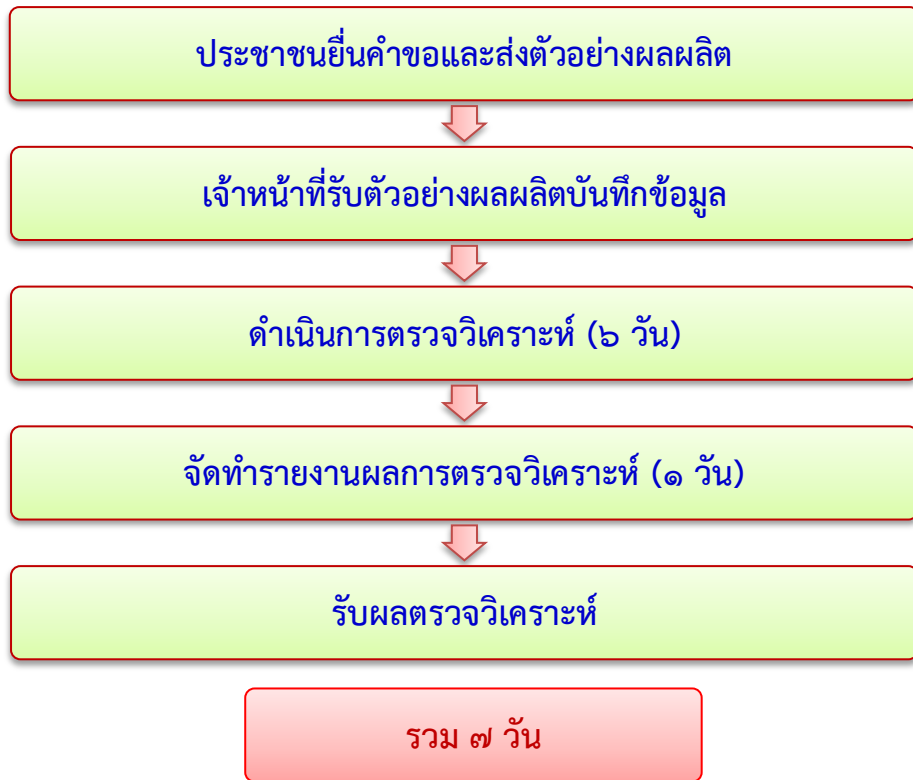 ประชาชนยื่นคำขอและส่งตัวอย่างผลผลิต
เจ้าหน้าที่รับตัวอย่างผลผลิตบันทึกข้อมูล
ดำเนินการตรวจวิเคราะห์ (๖ วัน)
จัดทำรายงานผลการตรวจวิเคราะห์ (๑ วัน)
รับผลตรวจวิเคราะห์
รวม ๗ วัน